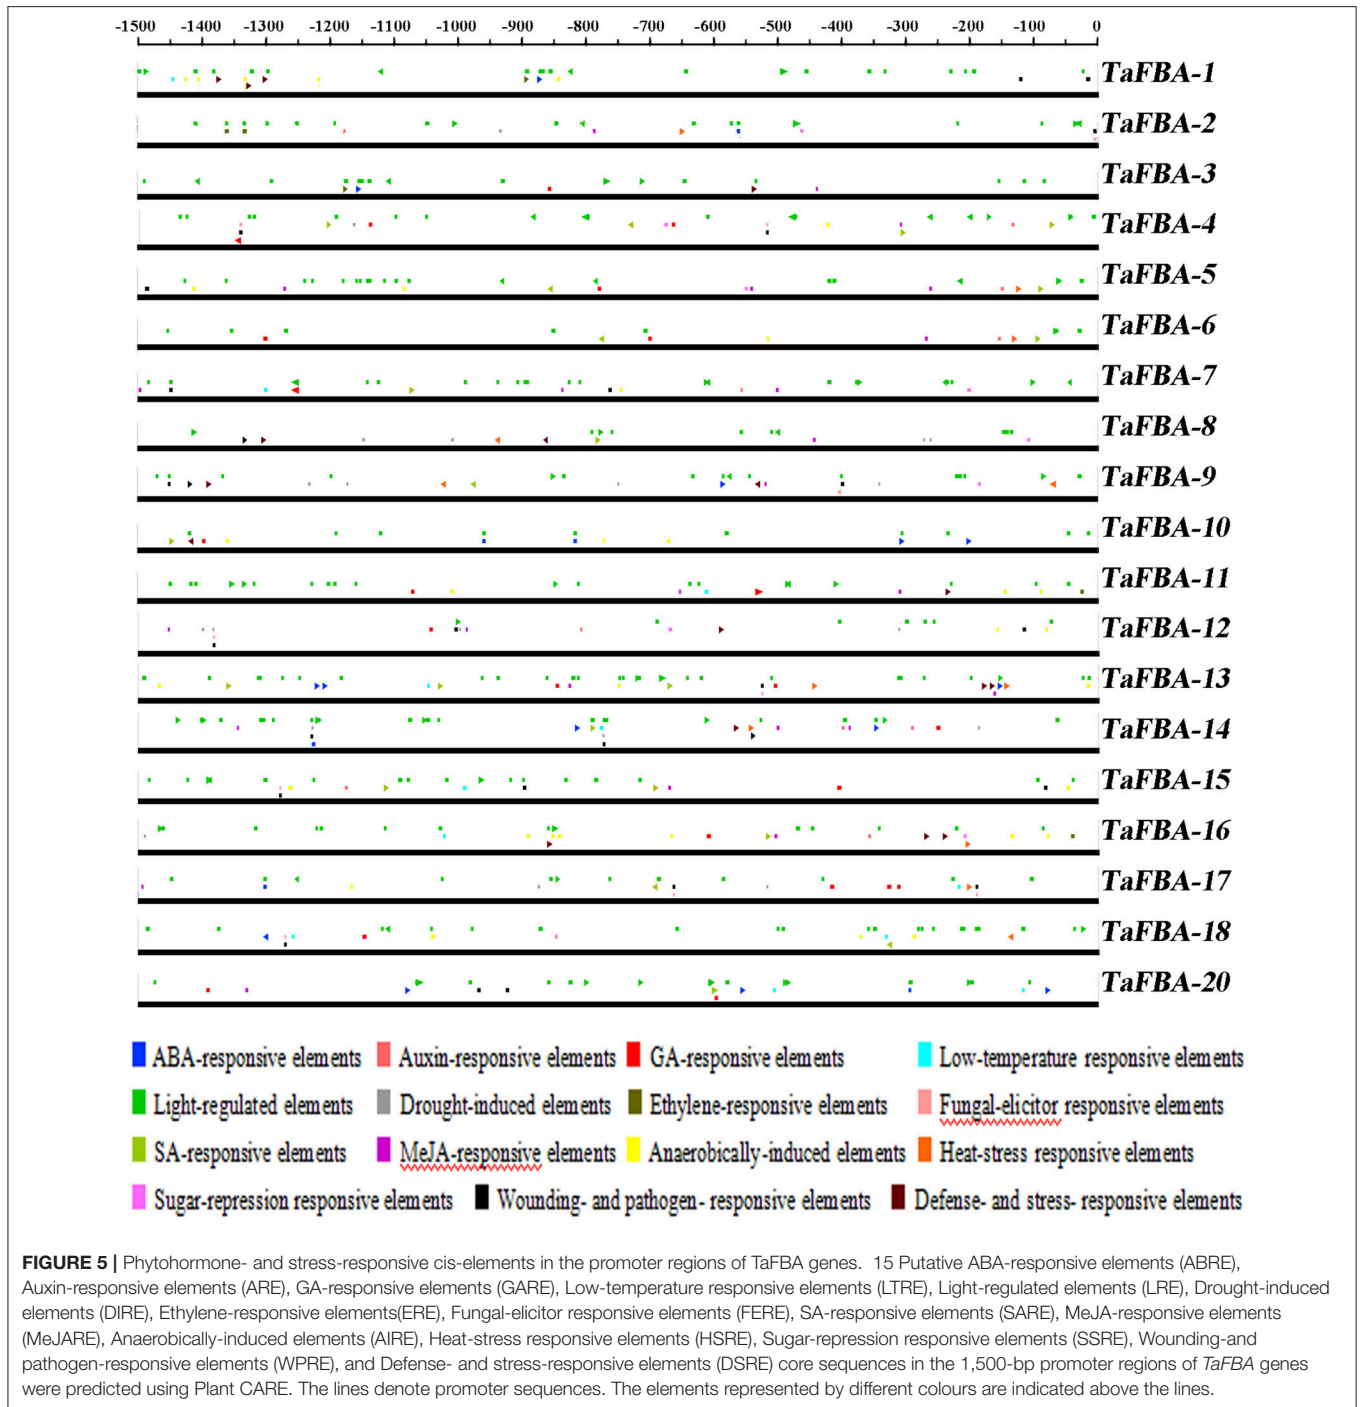 -1500 -1400 -1300 -1200 -1100 -1000 -900 -800 -700 -600 -500 -400 -300 -200 -100 0
TaFBA-1
TaFBA-2
TaFBA-3
TaFBA-4
TaFBA-5
TaFBA-6
TaFBA-7
TaFBA-8
TaFBA-9
TaFBA-10
TaFBA-11
TaFBA-12
TaFBA-13
TaFBA-14
TaFBA-15
TaFBA-16
TaFBA-17
TaFBA-18
TaFBA-20
ABA-responsive elements Auxin-responsive elements GA-responsive elements Low-temperature responsive elements
Light-regulated elements Drought-induced elements Ethylene-responsive elements Fungal-elicitor responsive elements
SA-responsive elements MeJA-responsive elements Anaerobically-induced elements Heat-stress responsive elements
Sugar-repression responsive elements Wounding- and pathogen- responsive elements Defense- and stress- responsive elements
FIGURE 5 | Phytohormone- and stress-responsive cis-elements in the promoter regions of TaFBA genes. 15 Putative ABA-responsive elements (ABRE),
Auxin-responsive elements (ARE), GA-responsive elements (GARE), Low-temperature responsive elements (LTRE), Light-regulated elements (LRE), Drought-induced
elements (DIRE), Ethylene-responsive elements(ERE), Fungal-elicitor responsive elements (FERE), SA-responsive elements (SARE), MeJA-responsive elements
(MeJARE), Anaerobically-induced elements (AIRE), Heat-stress responsive elements (HSRE), Sugar-repression responsive elements (SSRE), Wounding-and
pathogen-responsive elements (WPRE), and Defense- and stress-responsive elements (DSRE) core sequences in the 1,500-bp promoter regions of TaFBA genes
were predicted using Plant CARE. The lines denote promoter sequences. The elements represented by different colours are indicated above the lines.